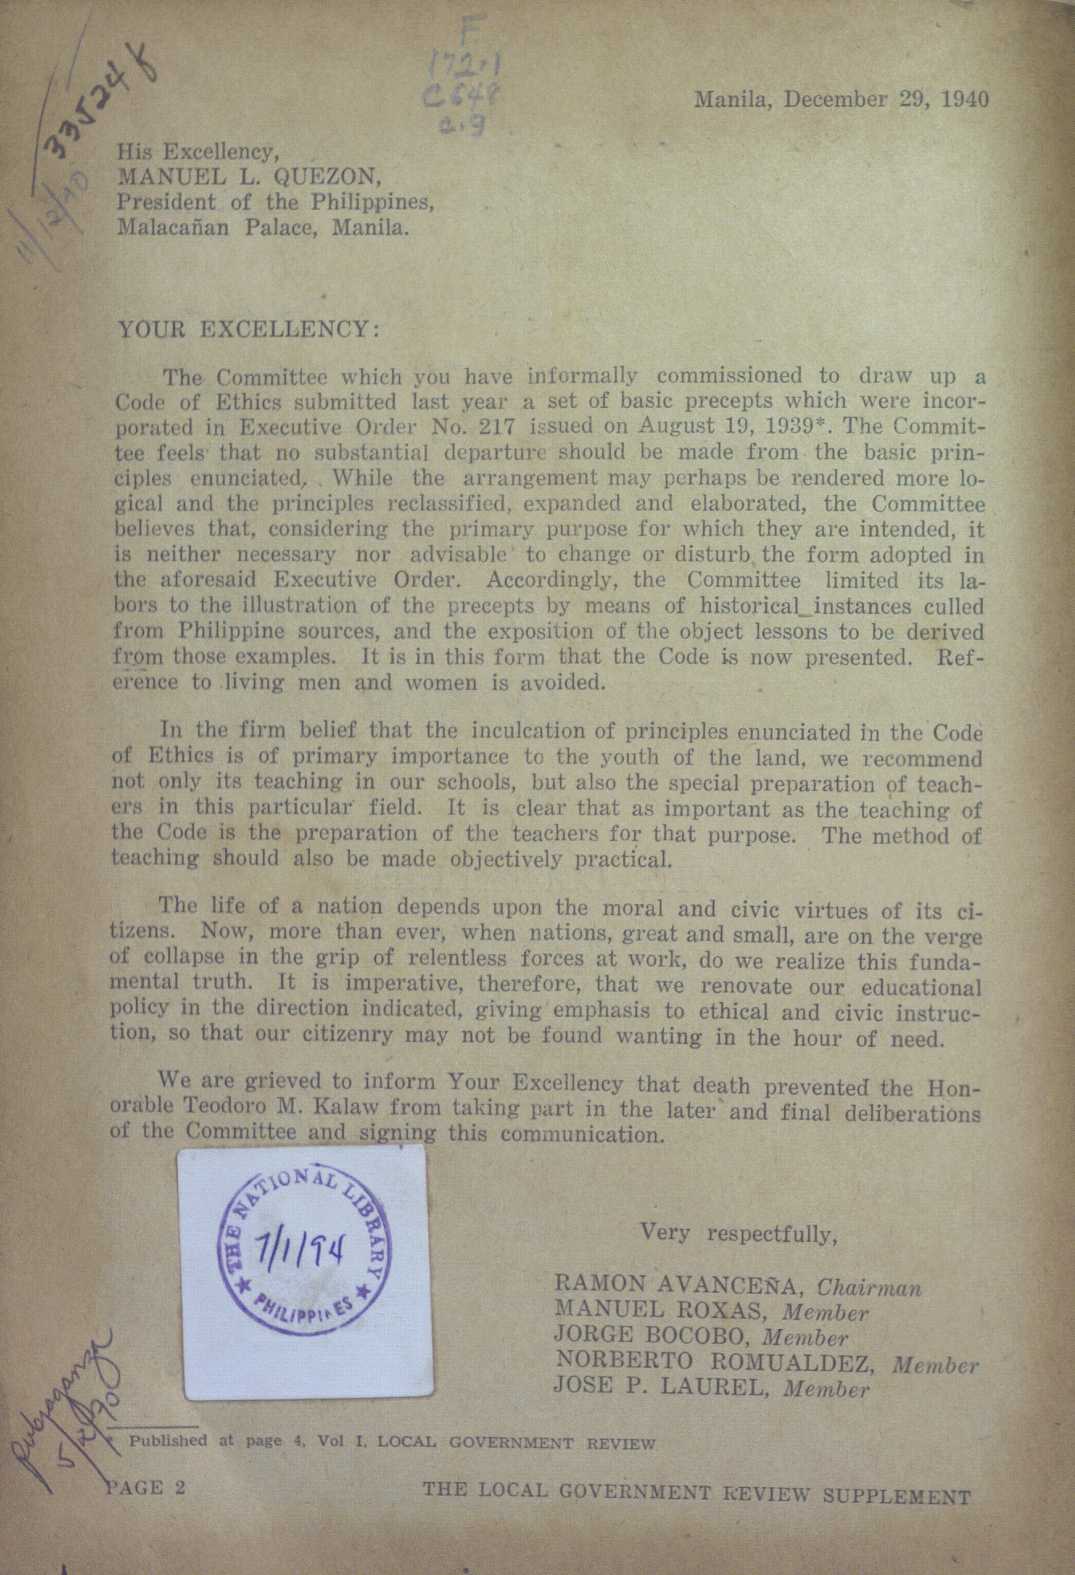 F
172.1
C648
c.9
33524 f
11/12/70
Manila, December 29, 1940
His Excellency,
MANUEL L. QUEZON,
President of the Philippines,
Malacañan Palace, Manila.
YOUR EXCELLENCY:
The Committee which you have informally commissioned to draw up a
Code of Ethics submitted last year a set of basic precepts which were incor-
porated in Executive Order No. 217 issued on August 19, 1939*. The Commit-
tee feels that no substantial departure should be made from the basic prin-
ciples enunciated. While the arrangement may perhaps be rendered more lo-
gical and the principles reclassified, expanded and elaborated, the Committee
believes that, considering the primary purpose for which they are intended, it
is neither necessary nor advisable to change or disturb the form adopted in
the aforesaid Executive Order. Accordingly, the Committee limited its la-
bors to the illustration of the precepts by means of historical instances culled
from Philippine sources, and the exposition of the object lessons to be derived
from those examples. It is in this form that the Code is now presented. Ref-
erence to living men and women is avoided.
In the firm belief that the inculcation of principles enunciated in the Code
of Ethics is of primary importance to the youth of the land, we recommend
not only its teaching in our schools, but also the special preparation of teach-
ers in this particular field. It is clear that as important as the teaching of
the Code is the preparation of the teachers for that purpose. The method of
teaching should also be made objectively practical.
The life of a nation depends upon the moral and civic virtues of its ci-
tizens. Now, more than ever, when nations, great and small, are on the verge
of collapse in the grip of relentless forces at work, do we realize this funda-
mental truth. It is imperative, therefore, that we renovate our educational
policy in the direction indicated, giving emphasis to ethical and civic instruc-
tion, so that our citizenry may not be found wanting in the hour of need.
We are grieved to inform Your Excellency that death prevented the Hon-
orable Teodoro M. Kalaw from taking part in the later and final deliberations
of the Committee and signing this communication.
THE NATIONAL LIBRARY
7/1/94
PHILIPPINES
Very respectfully,
RAMON AVANCEÑA, Chairman
MANUEL ROXAS, Member
JORGE BOCOBO, Member
NORBERTO ROMUALDEZ, Member
JOSE P. LAUREL, Member
* Published at page 4, Vol I, LOCAL GOVERNMENT REVIEW
PAGE 2 THE LOCAL GOVERNMENT REVIEW SUPPLEMENT